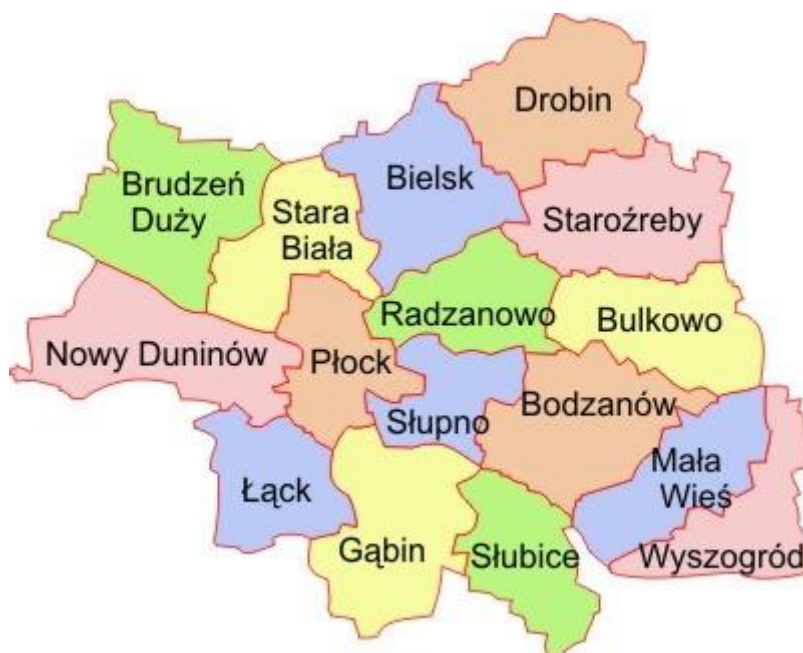 Drobin
Brudzeń
Duży
Bielsk
Stara
Biała
Staroźreby
Radzanowo
Bulkowo
Nowy Duninów
Płock
Słupno
Bodzanów
Mała
Wieś
Łąck
Gąbin
Słubice
Wyszogród